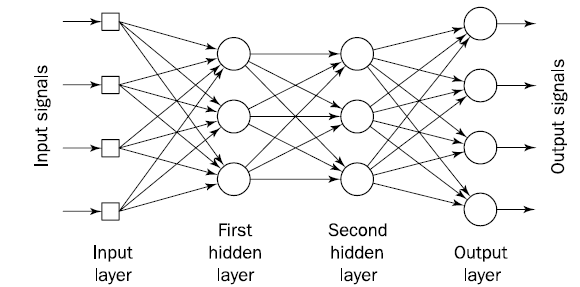 Input signals
Output signals
Input
layer
First
hidden
layer
Second
hidden
layer
Output
layer